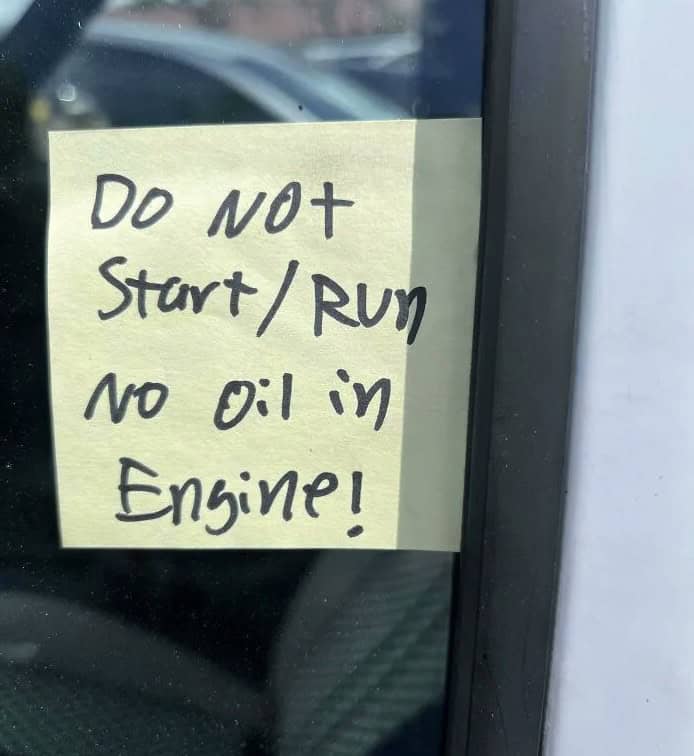 Do Not
Start/Run
No Oil in
Engine!